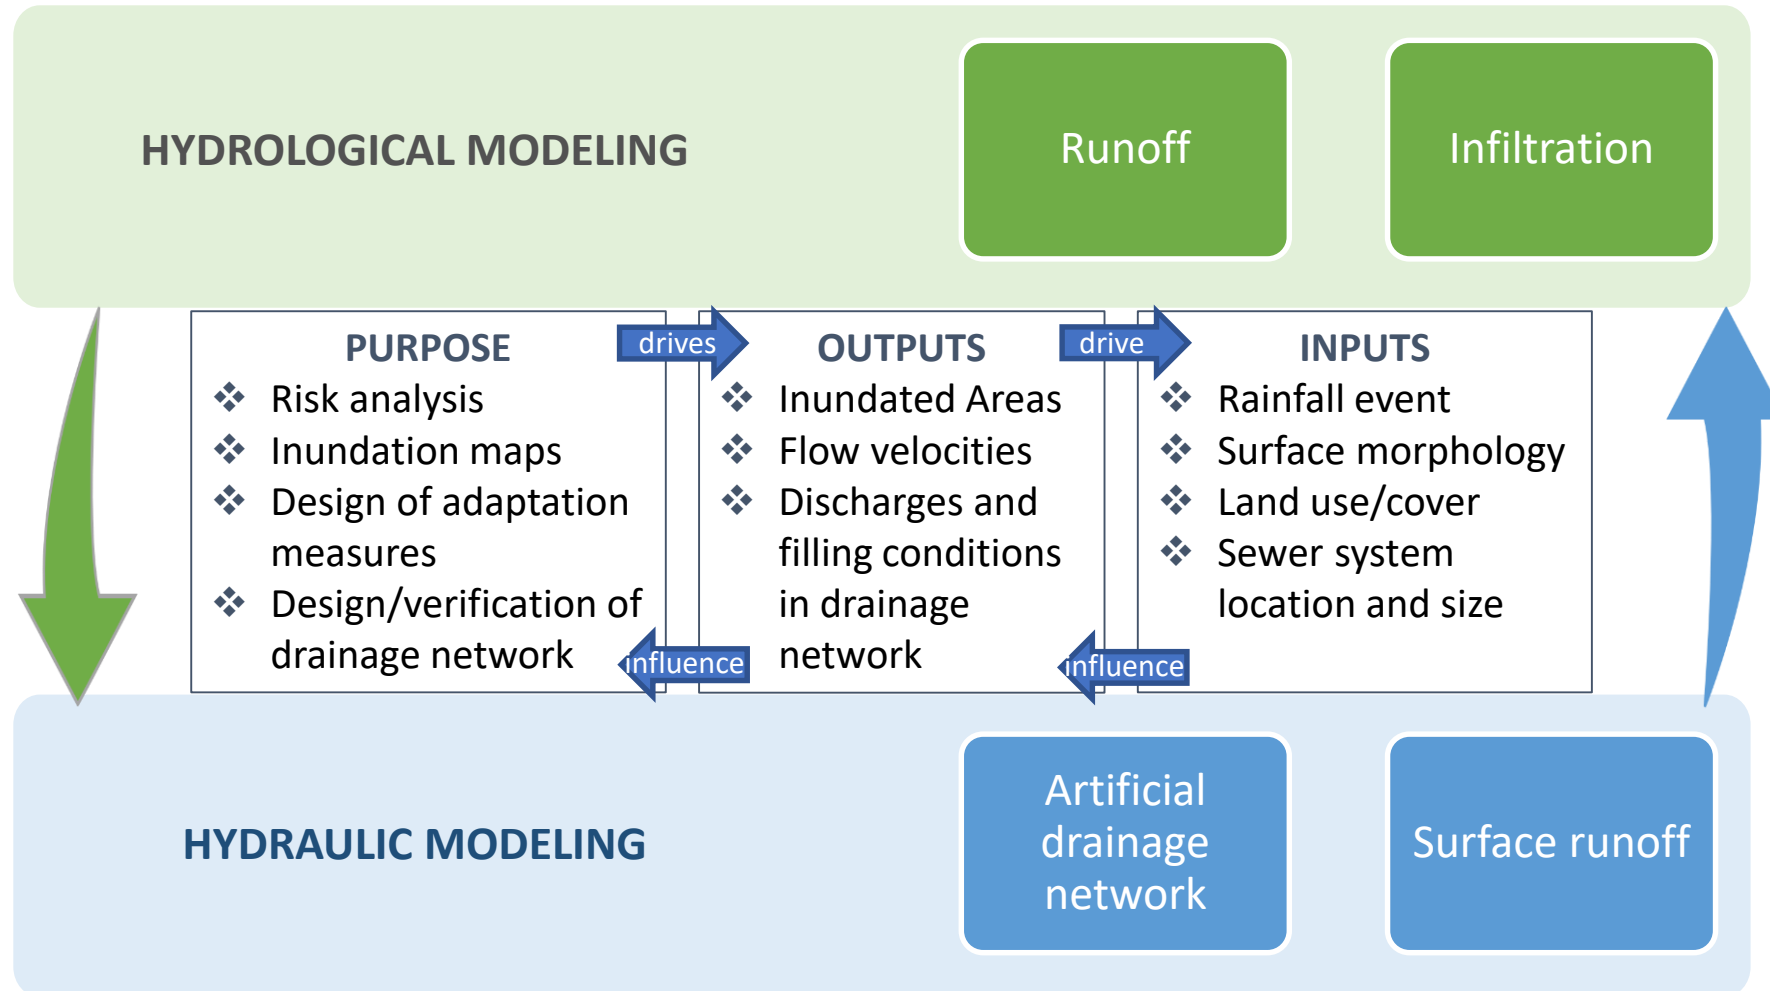 HYDROLOGICAL MODELING
Runoff
Infiltration
PURPOSE
❖ Risk analysis
❖ Inundation maps
❖ Design of adaptation
measures
❖ Design/verification of
drainage network
drives
influence
OUTPUTS
❖ Inundated Areas
❖ Flow velocities
❖ Discharges and
filling conditions
in drainage
network
drive
influence
INPUTS
❖ Rainfall event
❖ Surface morphology
❖ Land use/cover
❖ Sewer system
location and size
HYDRAULIC MODELING
Artificial
drainage
network
Surface runoff